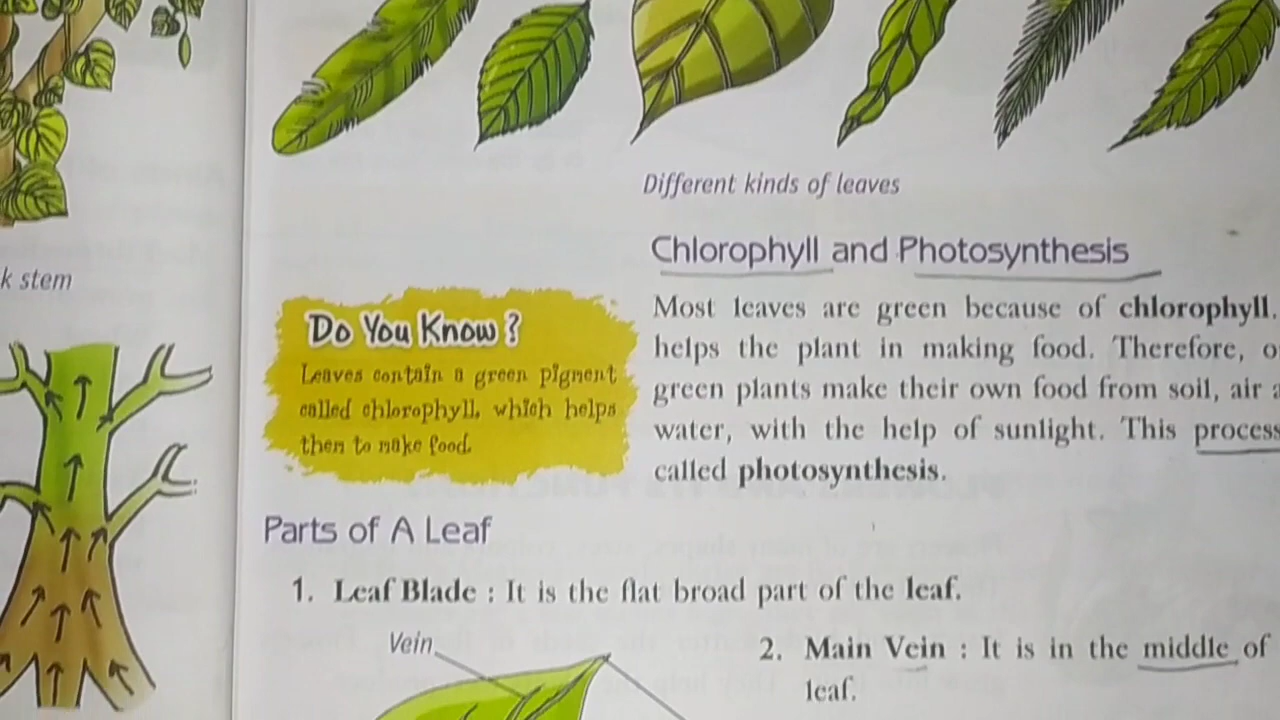 Different kinds of leaves
k stem
Chlorophyll and Photosynthesis
Most leaves are green because of chlorophyll.
helps the plant in making food. Therefore, o
green plants make their own food from soil, air a
water, with the help of sunlight. This process
called photosynthesis.
Do You Know ?
Leaves contain a green pigment
called chlorophyll, which helps
them to make food.
Parts of A Leaf
1. Leaf Blade : It is the flat broad part of the leaf.
Vein
2. Main Vein : It is in the middle of
leaf.